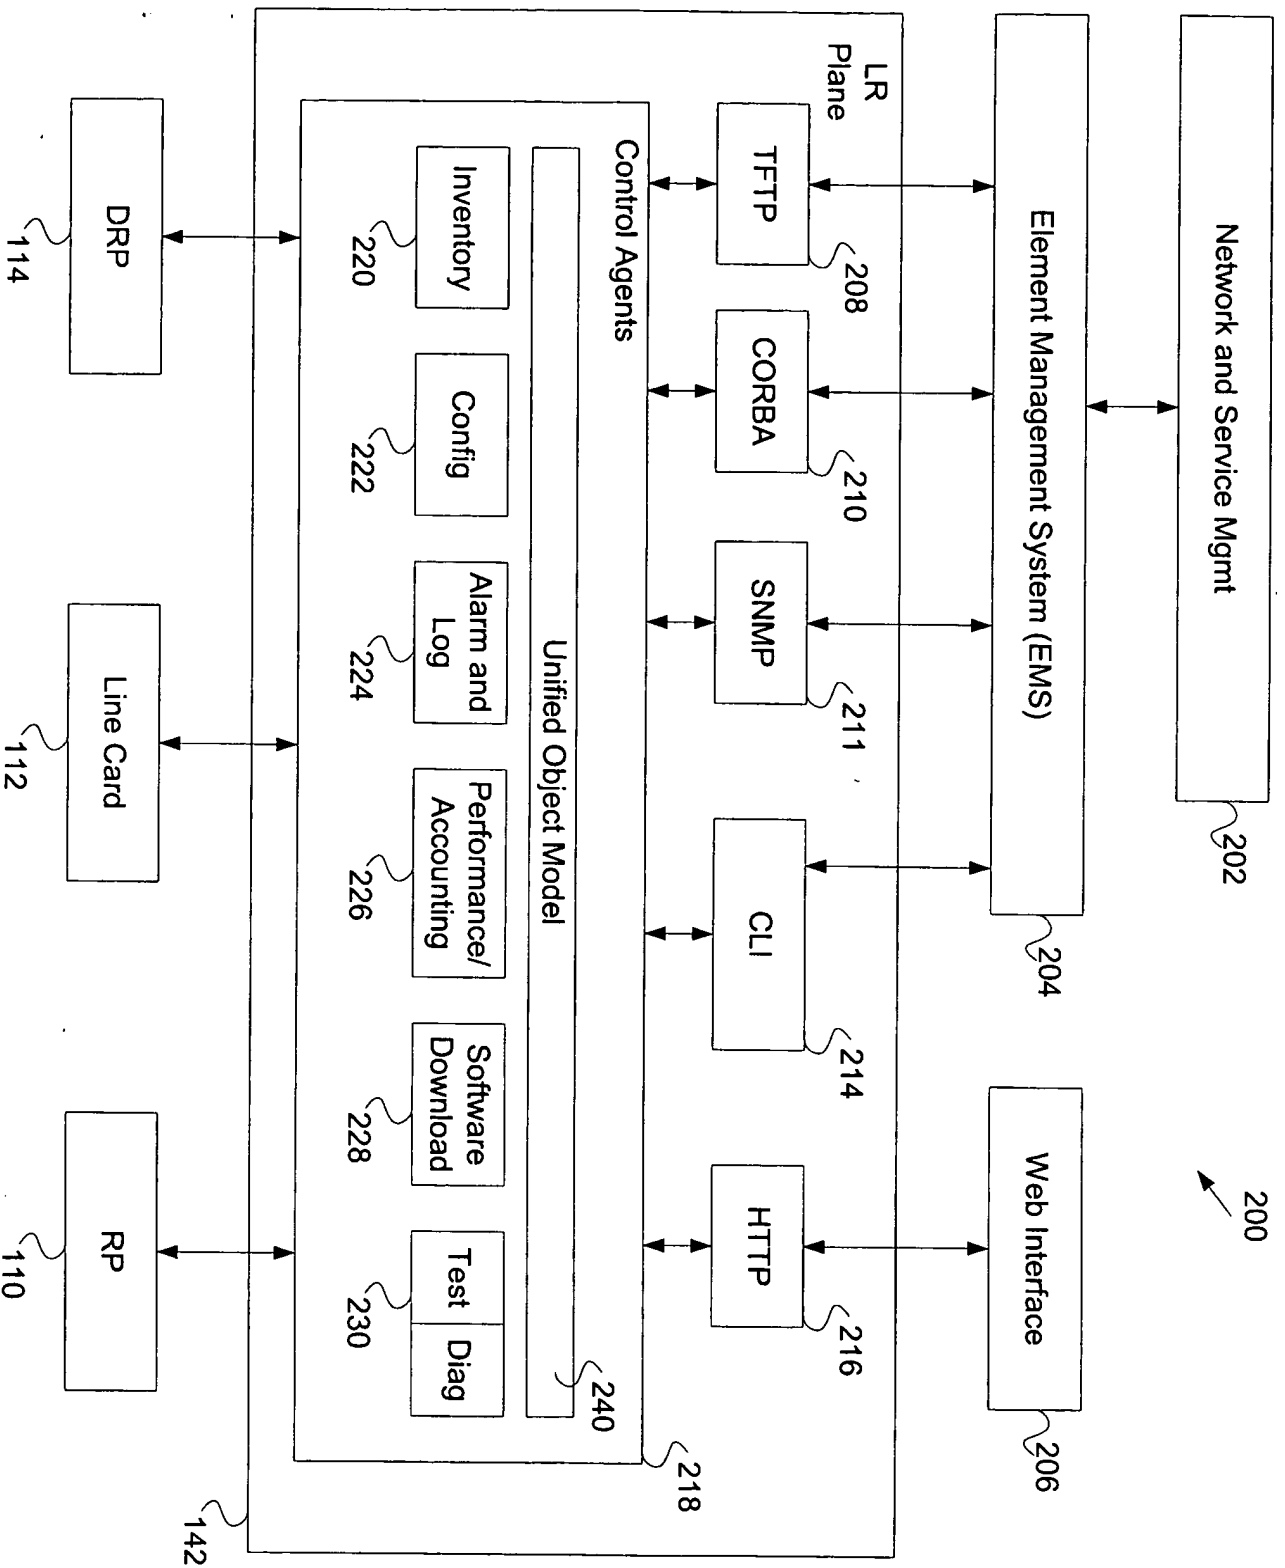 200
Network and Service Mgmt
202
Element Management System (EMS)
204
Web Interface
206
LR
Plane
TFTP
208
CORBA
210
SNMP
211
CLI
214
HTTP
216
Control Agents
218
Unified Object Model
240
Inventory
220
Config
222
Alarm and
Log
224
Performance/
Accounting
226
Software
Download
228
Test
Diag
230
142
DRP
114
Line Card
112
RP
110